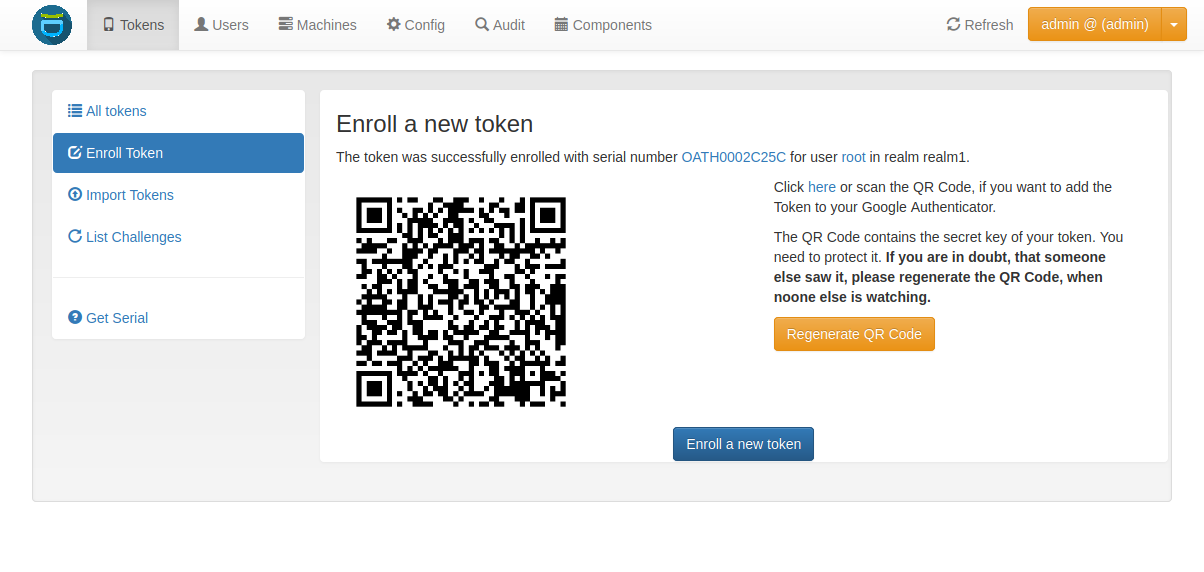 Tokens Users Machines Config Audit Components Refresh admin @ (admin)
All tokens
Enroll Token
Import Tokens
List Challenges
Get Serial
Enroll a new token
The token was successfully enrolled with serial number OATH0002C25C for user root in realm realm1.
Click here or scan the QR Code, if you want to add the
Token to your Google Authenticator.
The QR Code contains the secret key of your token. You
need to protect it. If you are in doubt, that someone
else saw it, please regenerate the QR Code, when
noone else is watching.
Regenerate QR Code
Enroll a new token